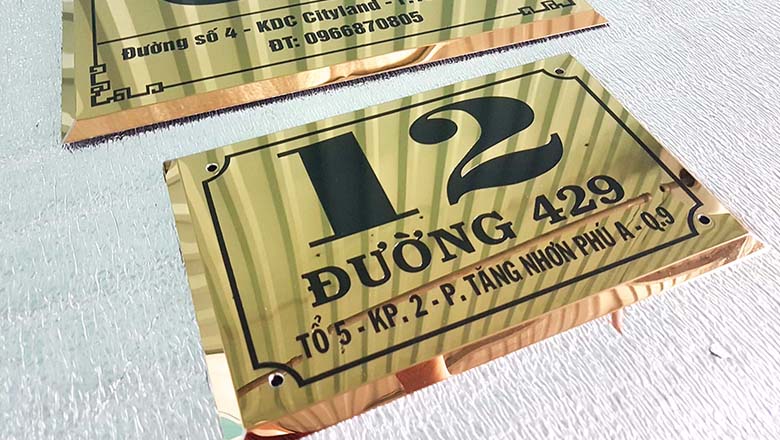 Đường số 4 - KDC Cityland -
ĐT: 0966870805
12
ĐƯỜNG 429
TỔ 5 - KP. 2 - P. TĂNG NHƠN PHÚ A - Q.9